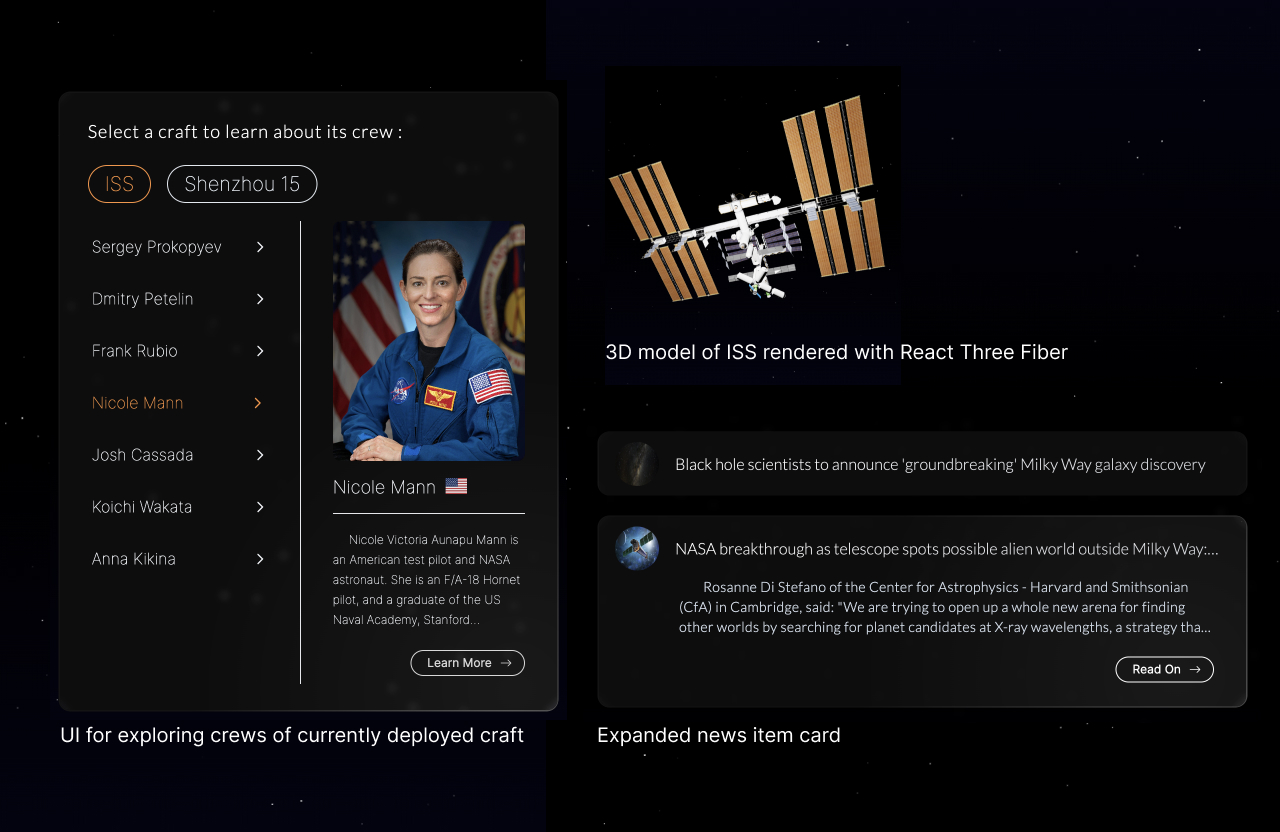 Select a craft to learn about its crew :
ISS
Shenzhou 15
Sergey Prokopyev
Dmitry Petelin
Frank Rubio
Nicole Mann
Josh Cassada
Koichi Wakata
Anna Kikina
NASA
Nicole Mann
Nicole Victoria Aunapu Mann is
an American test pilot and NASA
astronaut. She is an F/A-18 Hornet
pilot, and a graduate of the US
Naval Academy, Stanford...
Learn More
UI for exploring crews of currently deployed craft
3D model of ISS rendered with React Three Fiber
Black hole scientists to announce 'groundbreaking' Milky Way galaxy discovery
NASA breakthrough as telescope spots possible alien world outside Milky Way:...
Rosanne Di Stefano of the Center for Astrophysics - Harvard and Smithsonian
(CfA) in Cambridge, said: "We are trying to open up a whole new arena for finding
other worlds by searching for planet candidates at X-ray wavelengths, a strategy tha...
Read On
Expanded news item card